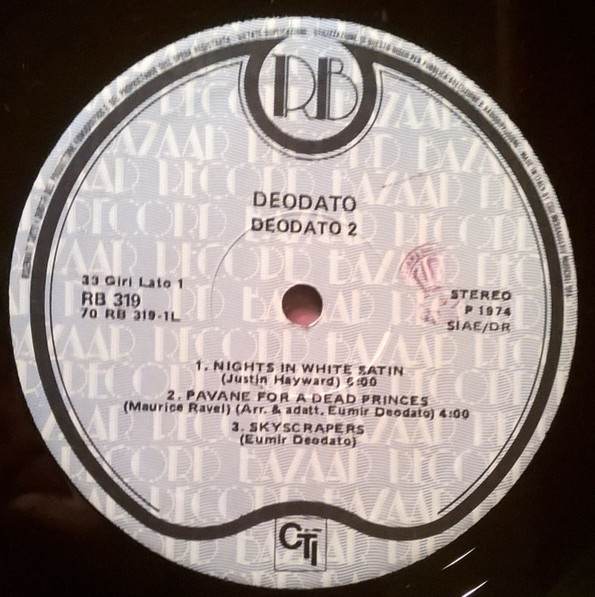 RB
DEODATO
DEODATO 2
33 Giri Lato 1
RB 319
70 RB 319-1L
STEREO
P 1974
SIAE/DR
1. NIGHTS IN WHITE SATIN
(Justin Hayward) 6:00
2. PAVANE FOR A DEAD PRINCES
(Maurice Ravel) (Arr. & adatt. Eumir Deodato) 4:00
3. SKYSCRAPERS
(Eumir Deodato)
CTI
RECORD BAZAAR